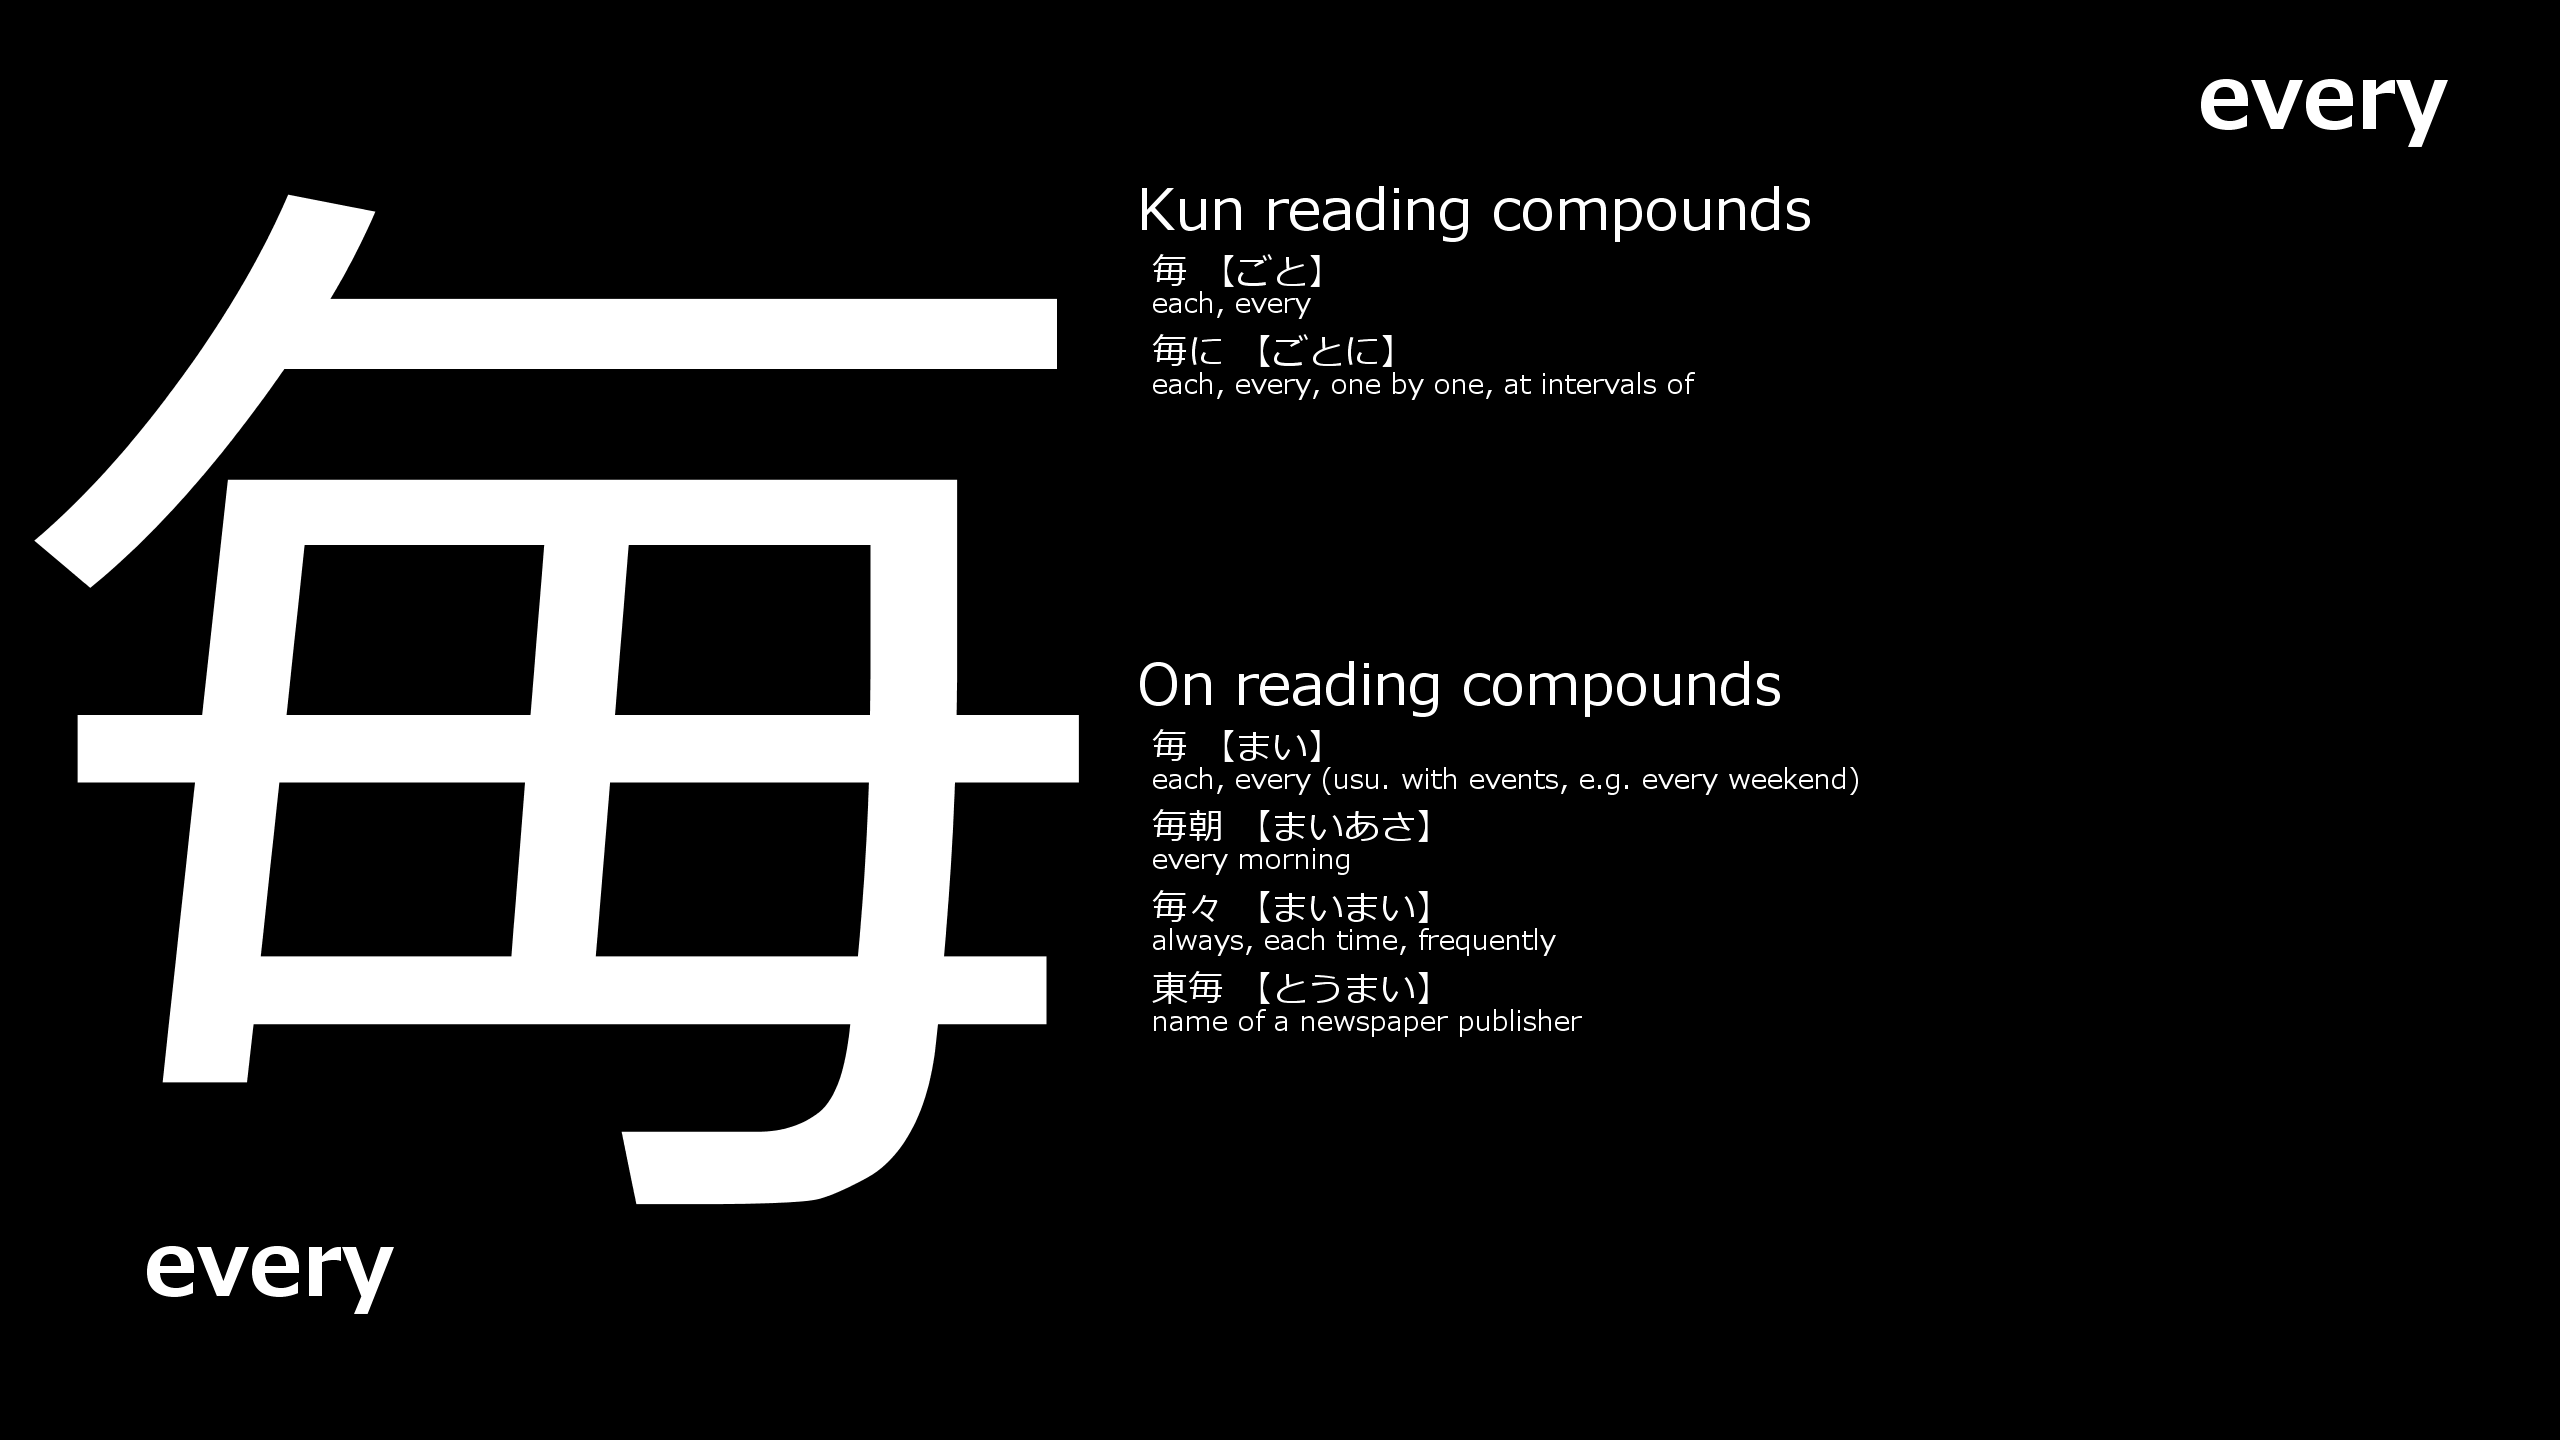 every
毎
Kun reading compounds
毎 【ごと】
each, every
毎に 【ごとに】
each, every, one by one, at intervals of
On reading compounds
毎 【まい】
each, every (usu. with events, e.g. every weekend)
毎朝 【まいあさ】
every morning
毎々 【まいまい】
always, each time, frequently
東毎 【とうまい】
name of a newspaper publisher
every